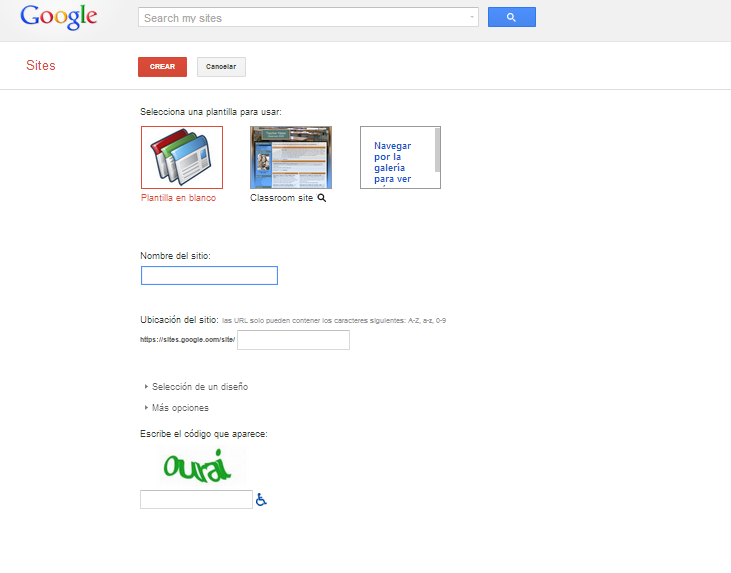 Google
Search my sites
Sites
CREAR
Cancelar
Selecciona una plantilla para usar:
Plantilla en blanco
Classroom site
Navegar
por la
galería
para ver
Nombre del sitio:
Ubicación del sitio: las URL solo pueden contener los caracteres siguientes: A-Z, a-z, 0-9
https://sites.google.com/site/
Selección de un diseño
Más opciones
Escribe el código que aparece: